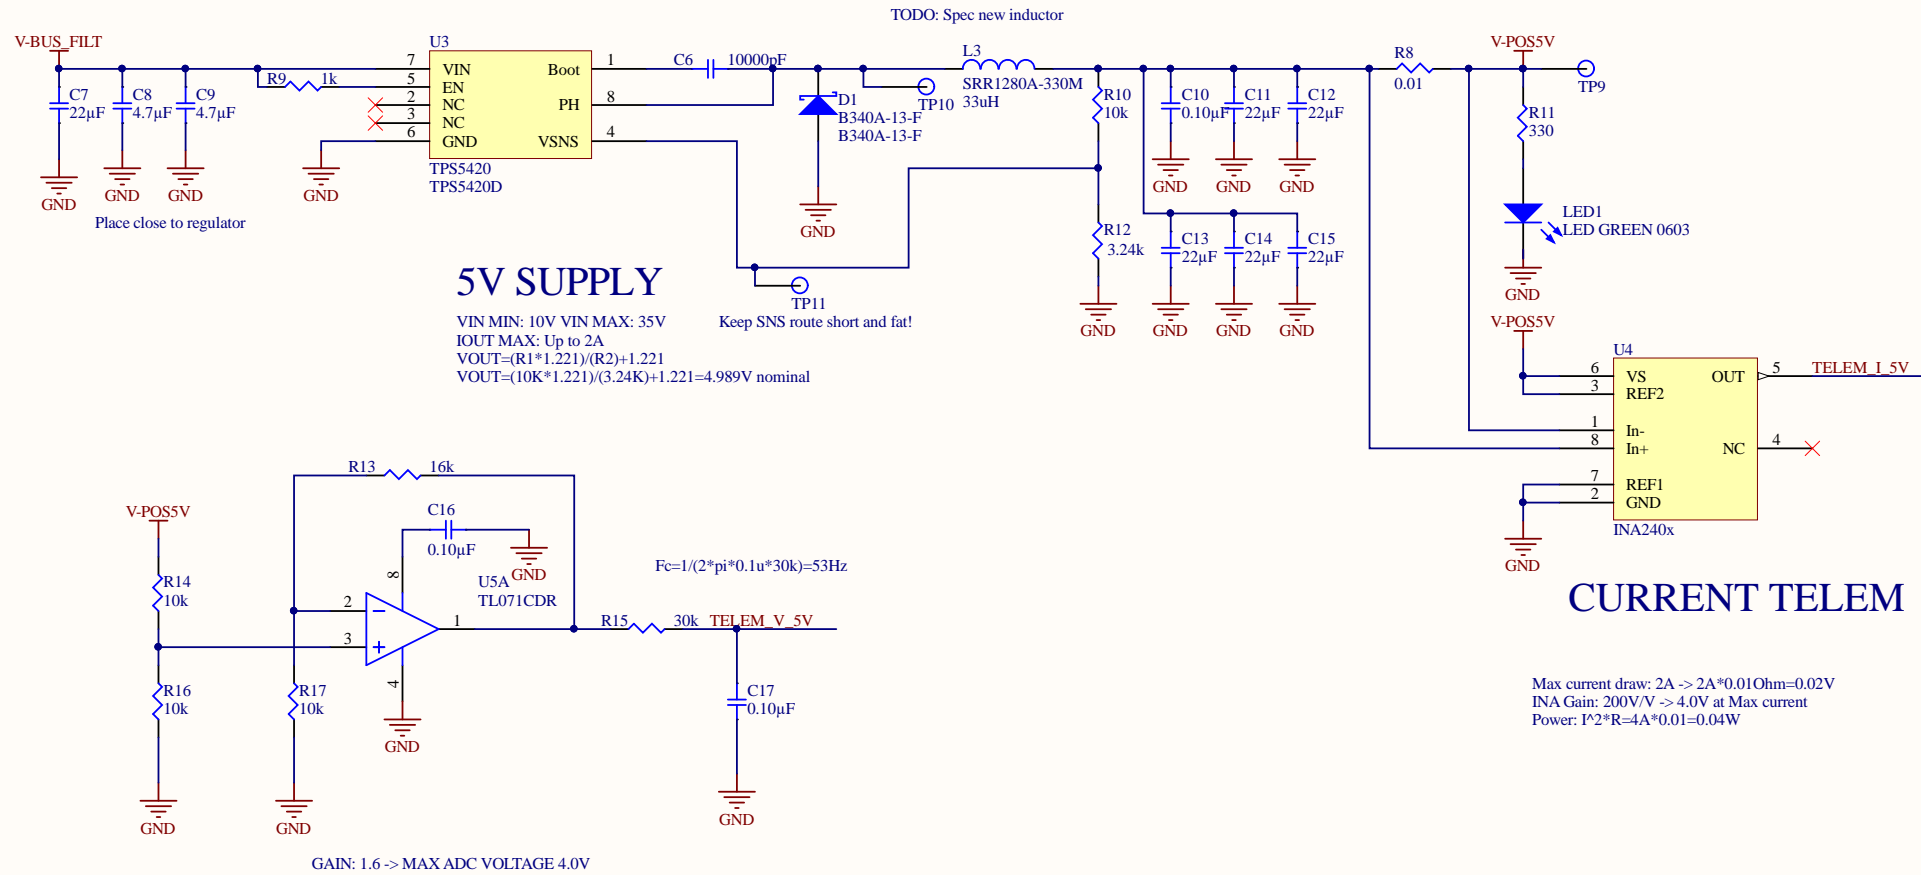 TODO: Spec new inductor
V-BUS_FILT
C7
22µF
C8
4.7µF
C9
4.7µF
GND
GND
GND
Place close to regulator
R9
1k
GND
U3
7
5
2
3
6
VIN
EN
NC
NC
GND
Boot
PH
VSNS
1
8
4
TPS5420
TPS5420D
C6
10000pF
D1
B340A-13-F
B340A-13-F
GND
TP10
L3
SRR1280A-330M
33uH
R10
10k
R12
3.24k
GND
C10
0.10µF
C11
22µF
C12
22µF
GND
GND
GND
C13
22µF
C14
22µF
C15
22µF
GND
GND
GND
R8
0.01
V-POS5V
TP9
R11
330
LED1
LED GREEN 0603
GND
5V SUPPLY
VIN MIN: 10V VIN MAX: 35V
IOUT MAX: Up to 2A
VOUT=(R1*1.221)/(R2)+1.221
VOUT=(10K*1.221)/(3.24K)+1.221=4.989V nominal
TP11
Keep SNS route short and fat!
V-POS5V
U4
6
3
1
8
7
2
VS
REF2
In-
In+
REF1
GND
OUT
NC
5
4
TELEM_I_5V
INA240x
GND
CURRENT TELEM
Max current draw: 2A -> 2A*0.01Ohm=0.02V
INA Gain: 200V/V -> 4.0V at Max current
Power: I^2*R=4A*0.01=0.04W
V-POS5V
R14
10k
R16
10k
GND
R13
16k
R17
10k
GND
C16
0.10µF
GND
U5A
TL071CDR
2
3
8
4
1
GND
R15
30k
TELEM_V_5V
Fc=1/(2*pi*0.1u*30k)=53Hz
C17
0.10µF
GND
GAIN: 1.6 -> MAX ADC VOLTAGE 4.0V